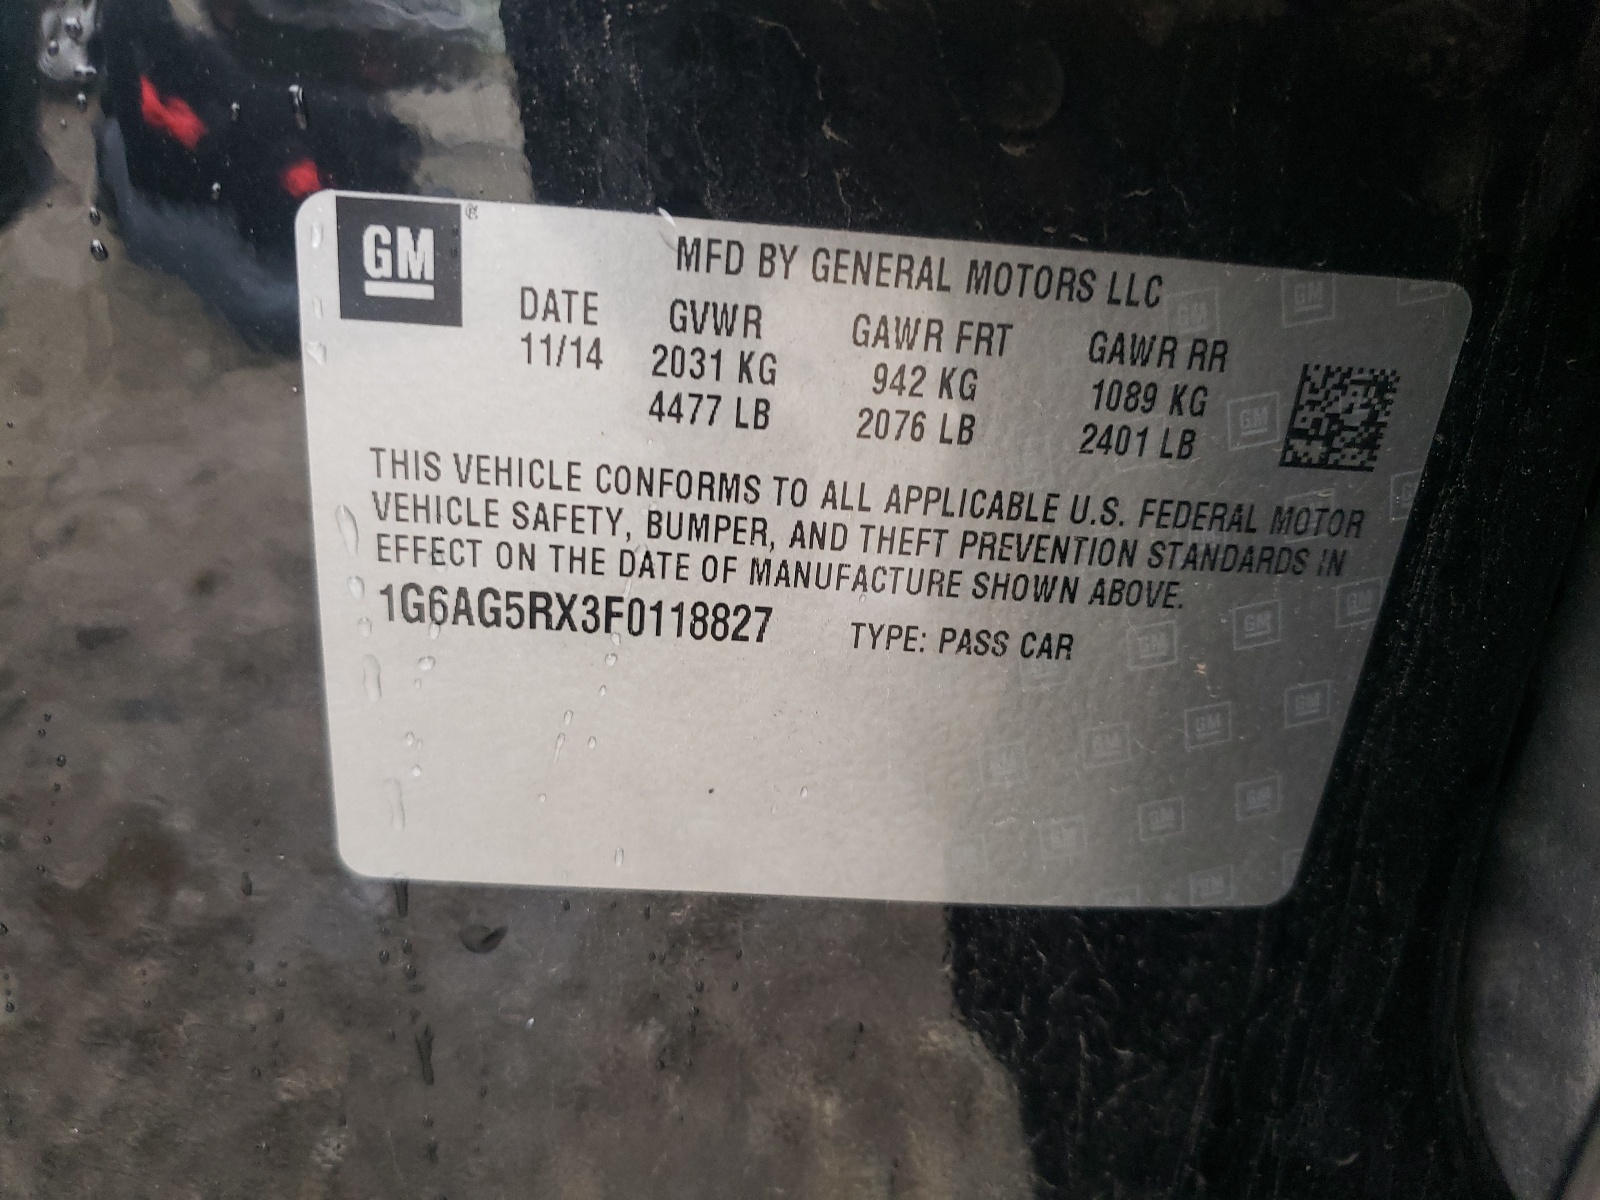 GM
MFD BY GENERAL MOTORS LLC
DATE GVWR GAWR FRT GAWR RR
11/14 2031 KG 942 KG 1089 KG
4477 LB 2076 LB 2401 LB
THIS VEHICLE CONFORMS TO ALL APPLICABLE U.S. FEDERAL MOTOR
VEHICLE SAFETY, BUMPER, AND THEFT PREVENTION STANDARDS IN
EFFECT ON THE DATE OF MANUFACTURE SHOWN ABOVE.
1G6AG5RX3F0118827 TYPE: PASS CAR